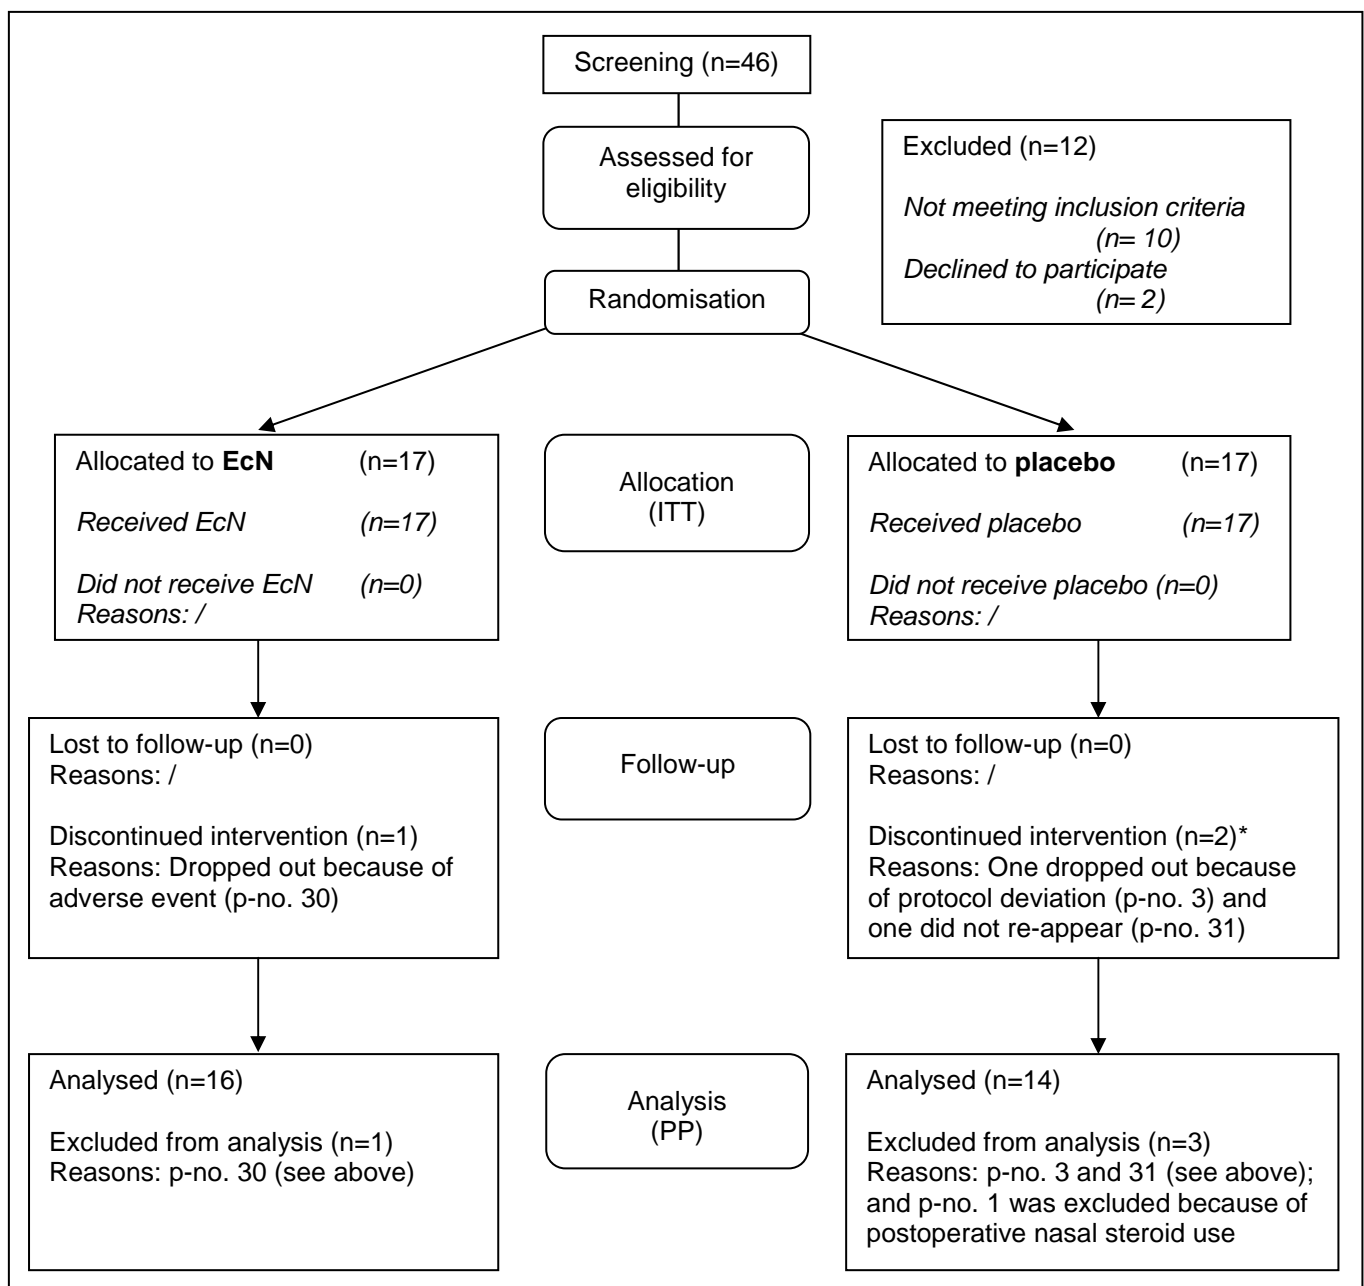 Screening (n=46)
Assessed for
eligibility
Excluded (n=12)
Not meeting inclusion criteria
(n= 10)
Declined to participate
(n= 2)
Randomisation
Allocated to EcN (n=17)
Received EcN (n=17)
Did not receive EcN (n=0)
Reasons: /
Allocation
(ITT)
Allocated to placebo (n=17)
Received placebo (n=17)
Did not receive placebo (n=0)
Reasons: /
Lost to follow-up (n=0)
Reasons: /
Discontinued intervention (n=1)
Reasons: Dropped out because of
adverse event (p-no. 30)
Follow-up
Lost to follow-up (n=0)
Reasons: /
Discontinued intervention (n=2)*
Reasons: One dropped out because
of protocol deviation (p-no. 3) and
one did not re-appear (p-no. 31)
Analysed (n=16)
Excluded from analysis (n=1)
Reasons: p-no. 30 (see above)
Analysis
(PP)
Analysed (n=14)
Excluded from analysis (n=3)
Reasons: p-no. 3 and 31 (see above);
and p-no. 1 was excluded because of
postoperative nasal steroid use